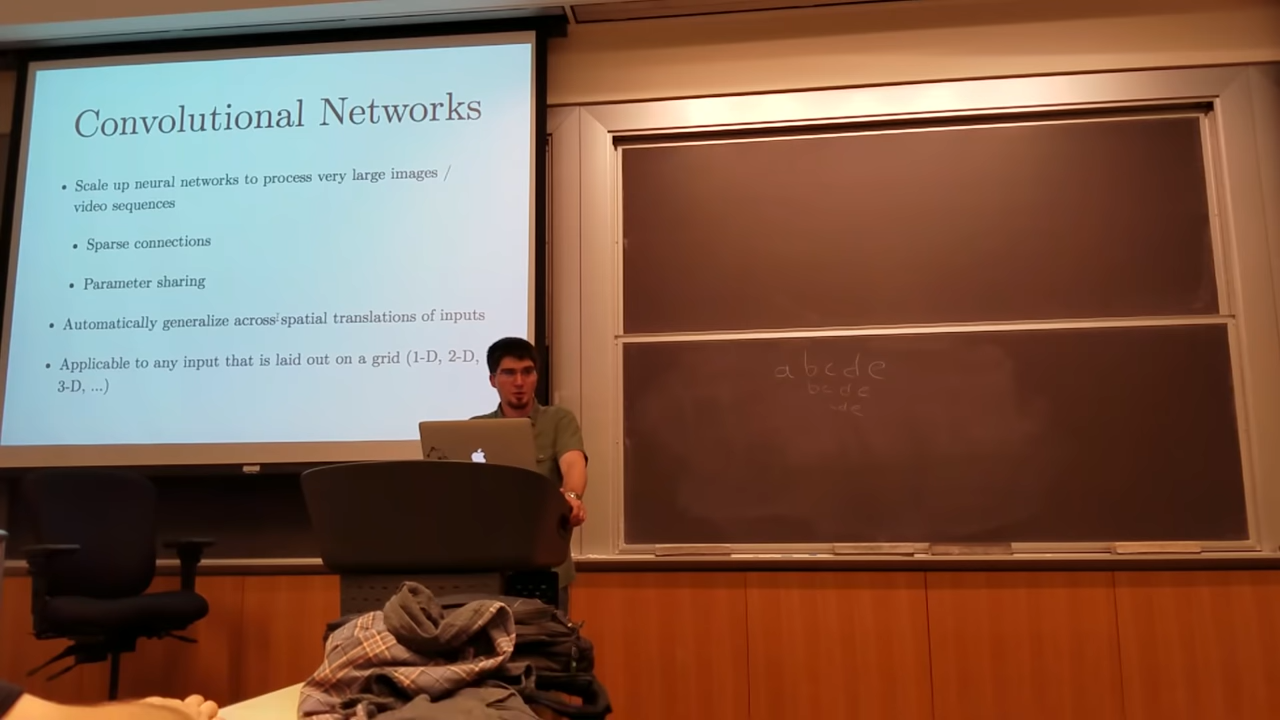 Convolutional Networks
• Scale up neural networks to process very large images /
video sequences
• Sparse connections
• Parameter sharing
• Automatically generalize across spatial translations of inputs
• Applicable to any input that is laid out on a grid (1-D, 2-D,
3-D, ...)
a b c d e
b c d e
c d e